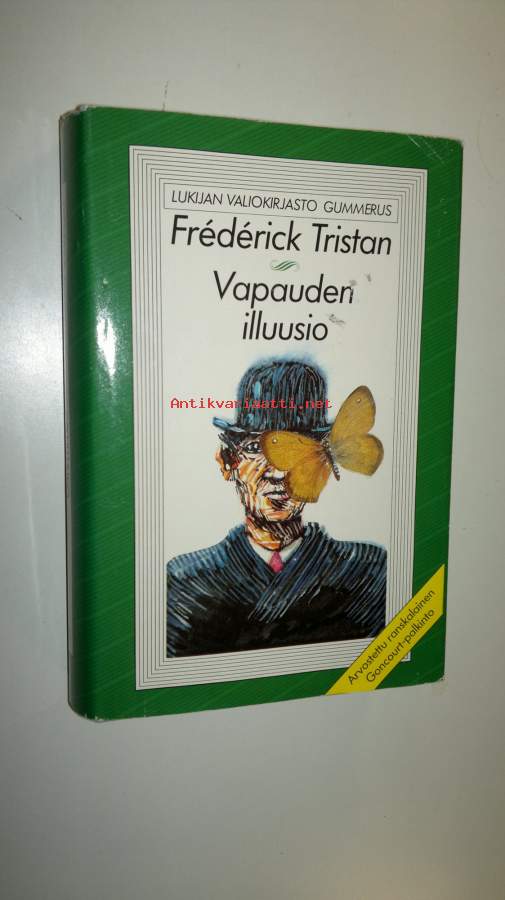 LUKIJAN VALIOKIRJASTO GUMMERUS
Frédérick Tristan
Vapauden
illuusio
Antikvariaatti.net
Arvostettu ranskalainen
Goncourt-palkinto